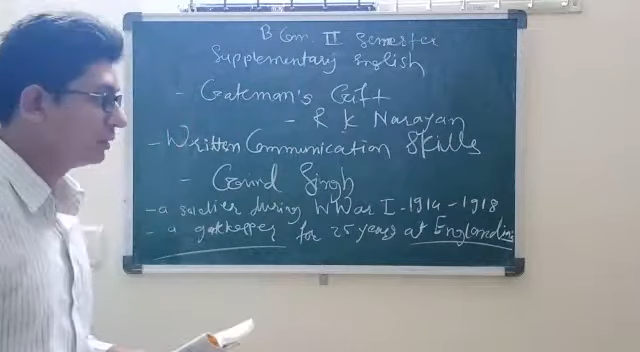 B Com. II Semester
Supplementary English
- Gateman's Gift
- R K Narayan
- Written Communication Skills
- Govind Singh
- a soldier during WWar I - 1914 - 1918
- a gatekeeper for 25 years at Englandia